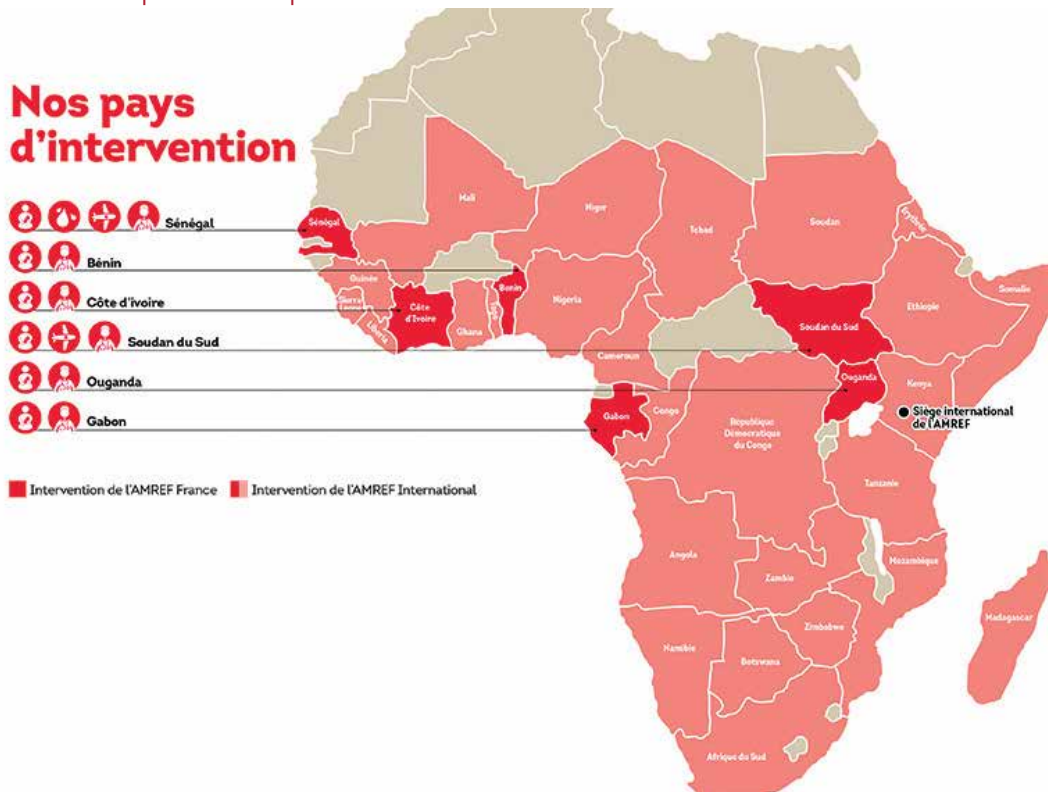 Nos pays
d'intervention
Sénégal
Bénin
Côte d'ivoire
Soudan du Sud
Ouganda
Gabon
Intervention de l'AMREF France
Intervention de l'AMREF International
Mali
Niger
Tchad
Soudan
Erythrée
Sénégal
Guinée
Sierra
Leone
Liberia
Côte
d'Ivoire
Ghana
Togo
Bénin
Nigeria
Cameroun
Soudan du Sud
Ethiopie
Somalie
Ouganda
Kenya
Siège international
de l'AMREF
Gabon
Congo
République
Démocratique
du Congo
Tanzanie
Angola
Zambie
Mozambique
Madagascar
Zimbabwe
Namibie
Botswana
Afrique du Sud